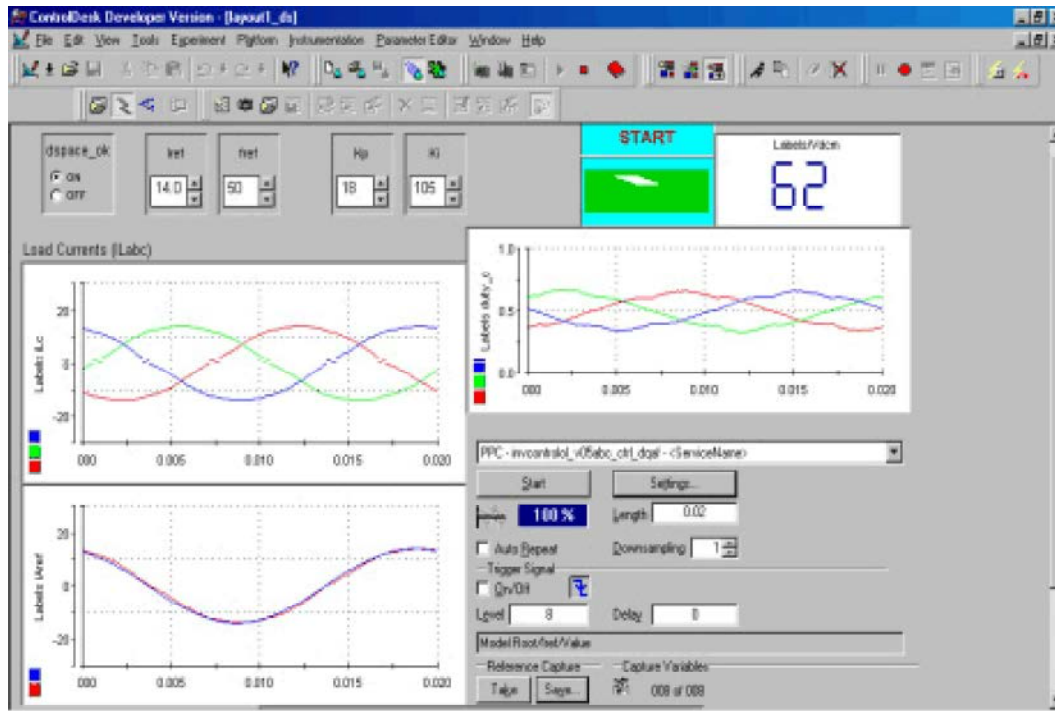 ControlDesk Developer Version - [layout1_ds]
File Edit View Tools Experiment Platform Instrumentation Parameter Editor Window Help
dspace_ok
ON
OFF
Iref
14.0
fref
50
Kp
18
Ki
105
START
Labels/Vdcm
62
Load Currents (ILabc)
Labels iLc
20
0
-20
000 0.005 0.010 0.015 0.020
Labels duty_c
1.0
0.5
0.0
000 0.005 0.010 0.015 0.020
Labels IAref
20
0
-20
000 0.005 0.010 0.015 0.020
PPC - invcontrolol_v05abc_ctrl_dqaf - <ServiceName>
Start Settings...
100 % Length 0.02
Auto Repeat Downsampling 1
Trigger Signal
On/Off
Level 8 Delay 0
Model Root/fref/Value
Reference Capture Capture Variables
Take Save... 008 of 008